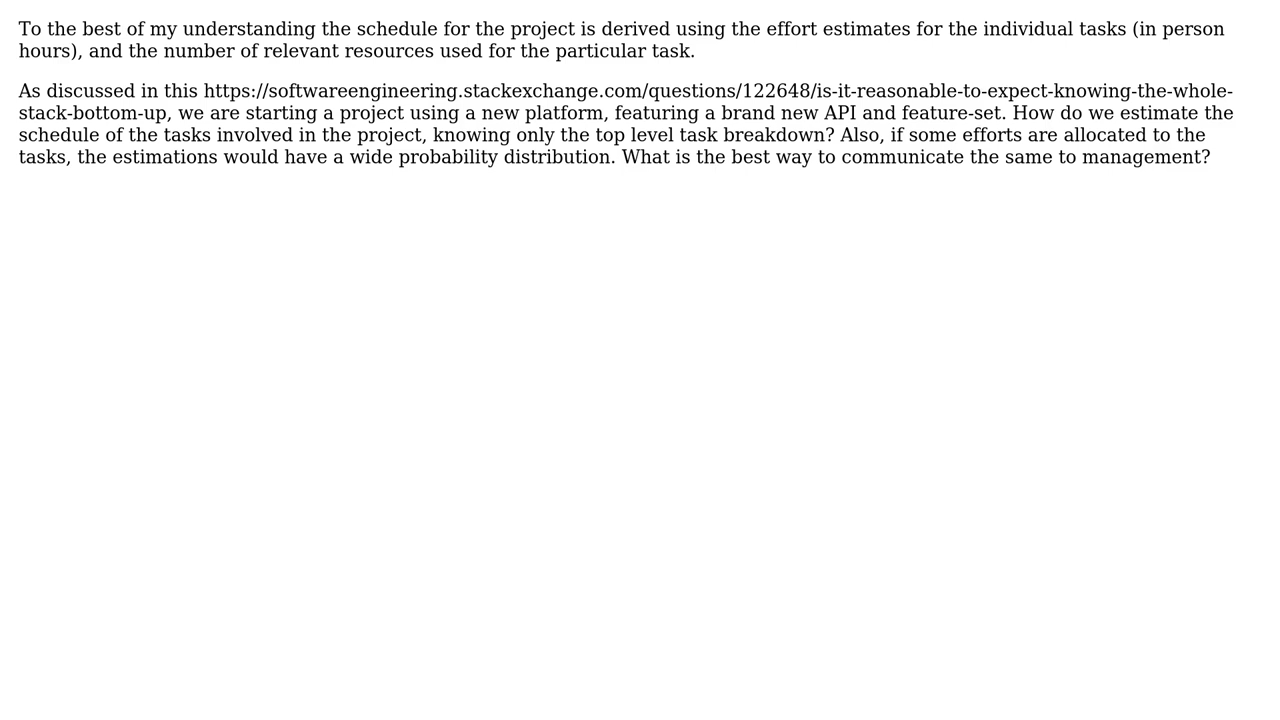 To the best of my understanding the schedule for the project is derived using the effort estimates for the individual tasks (in person
hours), and the number of relevant resources used for the particular task.
As discussed in this https://softwareengineering.stackexchange.com/questions/122648/is-it-reasonable-to-expect-knowing-the-whole-
stack-bottom-up, we are starting a project using a new platform, featuring a brand new API and feature-set. How do we estimate the
schedule of the tasks involved in the project, knowing only the top level task breakdown? Also, if some efforts are allocated to the
tasks, the estimations would have a wide probability distribution. What is the best way to communicate the same to management?